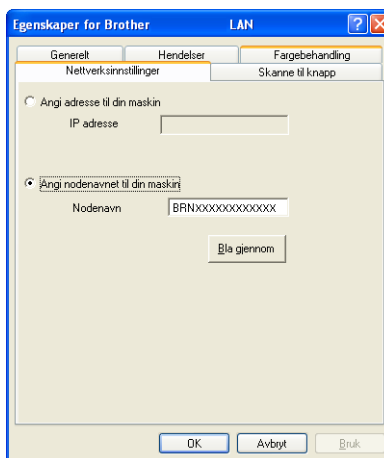 Egenskaper for Brother LAN
Generelt Hendelser Fargebehandling
Nettverksinnstillinger Skanne til knapp
Angi adresse til din maskin
IP adresse
Angi nodenavnet til din maskin
Nodenavn BRNXXXXXXXXXXXX
Bla gjennom
OK Avbryt Bruk